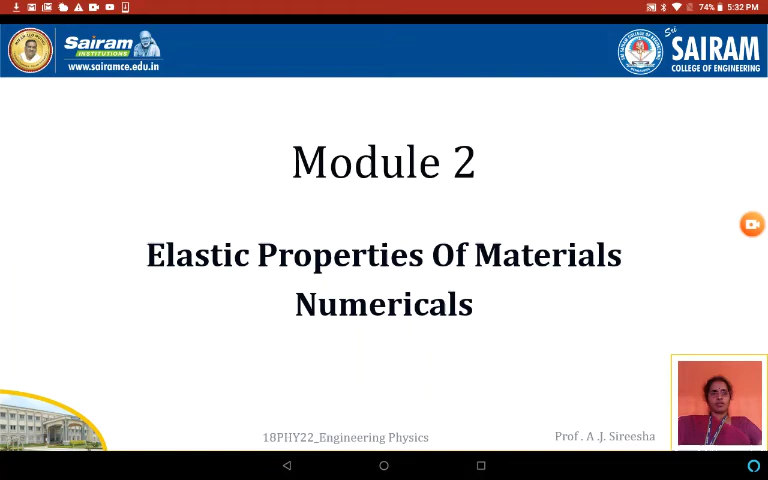 74% 5:32 PM
Sairam
INSTITUTIONS
www.sairamce.edu.in
Sri
SAIRAM
COLLEGE OF ENGINEERING
Module 2
Elastic Properties Of Materials
Numericals
18PHY22_Engineering Physics
Prof . A .J. Sireesha